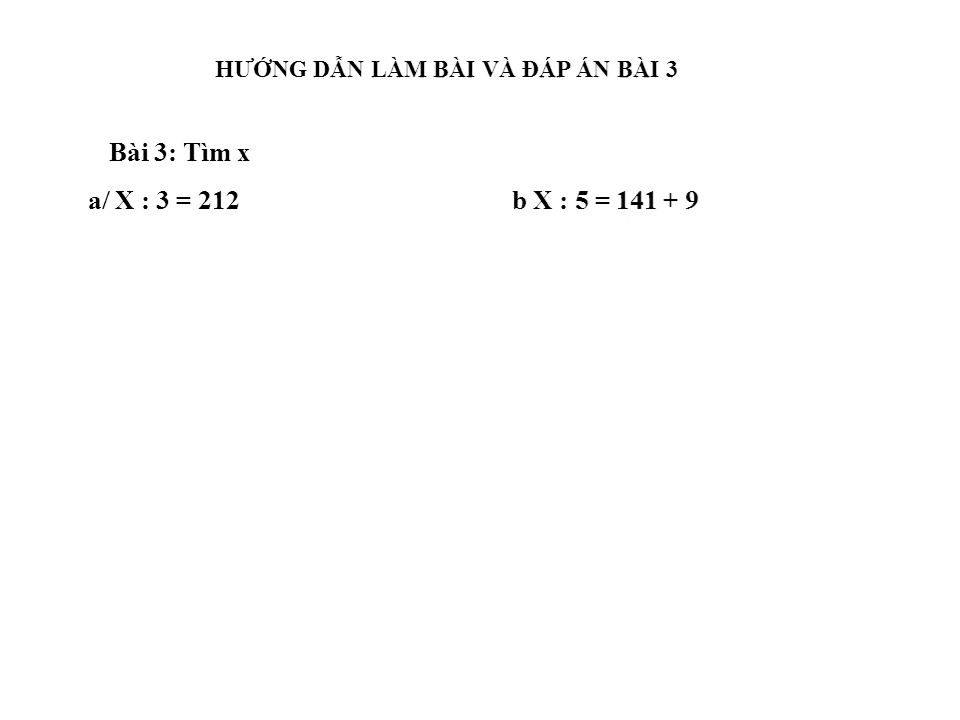 HƯỚNG DẪN LÀM BÀI VÀ ĐÁP ÁN BÀI 3
Bài 3: Tìm x
a/ X : 3 = 212
b X : 5 = 141 + 9